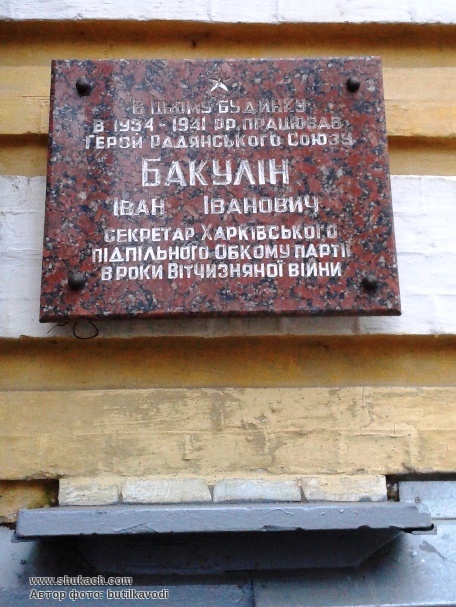 В ЦЬОМУ БУДИНКУ
В 1934-1941 РР. ПРАЦЮВАВ
ГЕРОЙ РАДЯНСЬКОГО СОЮЗУ
БАКУЛІН
ІВАН ІВАНОВИЧ
СЕКРЕТАР ХАРКІВСЬКОГО
ПІДПІЛЬНОГО ОБКОМУ ПАРТІЇ
В РОКИ ВІТЧИЗНЯНОЇ ВІЙНИ
www.shukach.com
Автор фото: butilkavodi